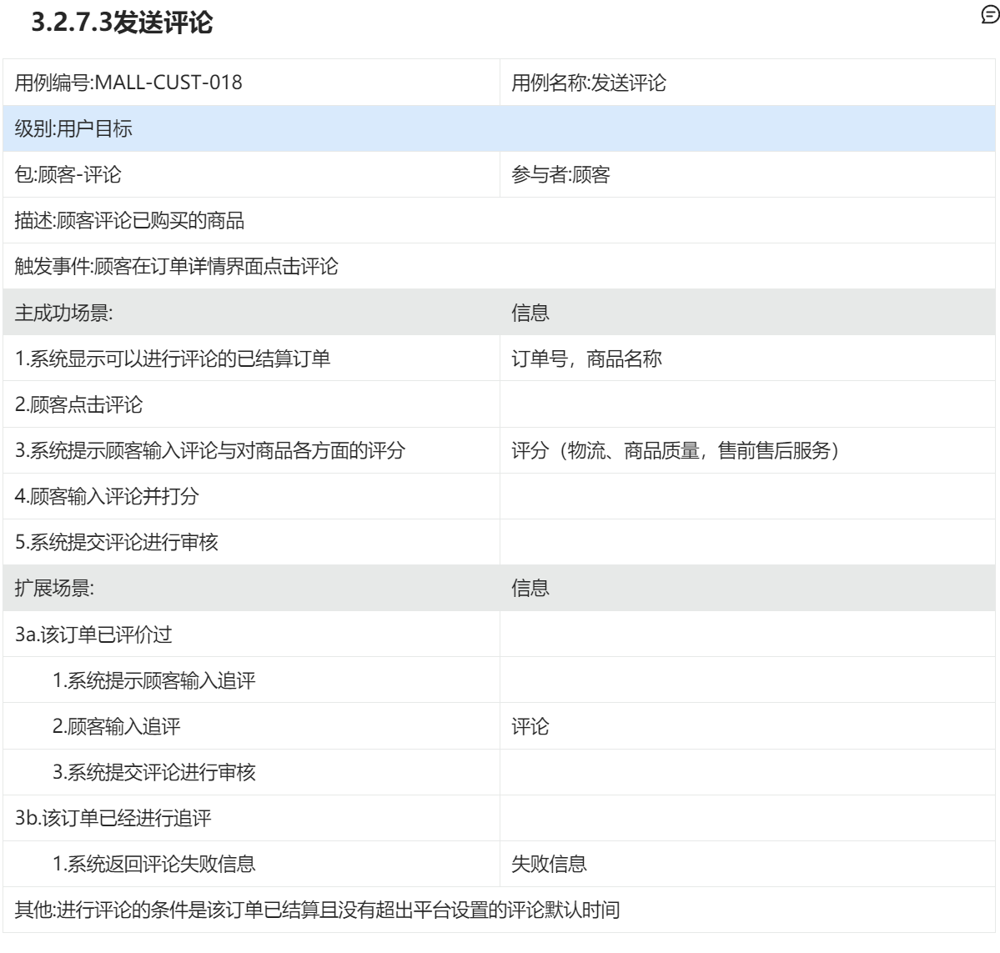 3.2.7.3发送评论
用例编号:MALL-CUST-018
用例名称:发送评论
级别:用户目标
包:顾客-评论
参与者:顾客
描述:顾客评论已购买的商品
触发事件:顾客在订单详情界面点击评论
主成功场景:
信息
1.系统显示可以进行评论的已结算订单
订单号，商品名称
2.顾客点击评论
3.系统提示顾客输入评论与对商品各方面的评分
评分（物流、商品质量，售前售后服务）
4.顾客输入评论并打分
5.系统提交评论进行审核
扩展场景:
信息
3a.该订单已评价过
1.系统提示顾客输入追评
2.顾客输入追评
评论
3.系统提交评论进行审核
3b.该订单已经进行追评
1.系统返回评论失败信息
失败信息
其他:进行评论的条件是该订单已结算且没有超出平台设置的评论默认时间